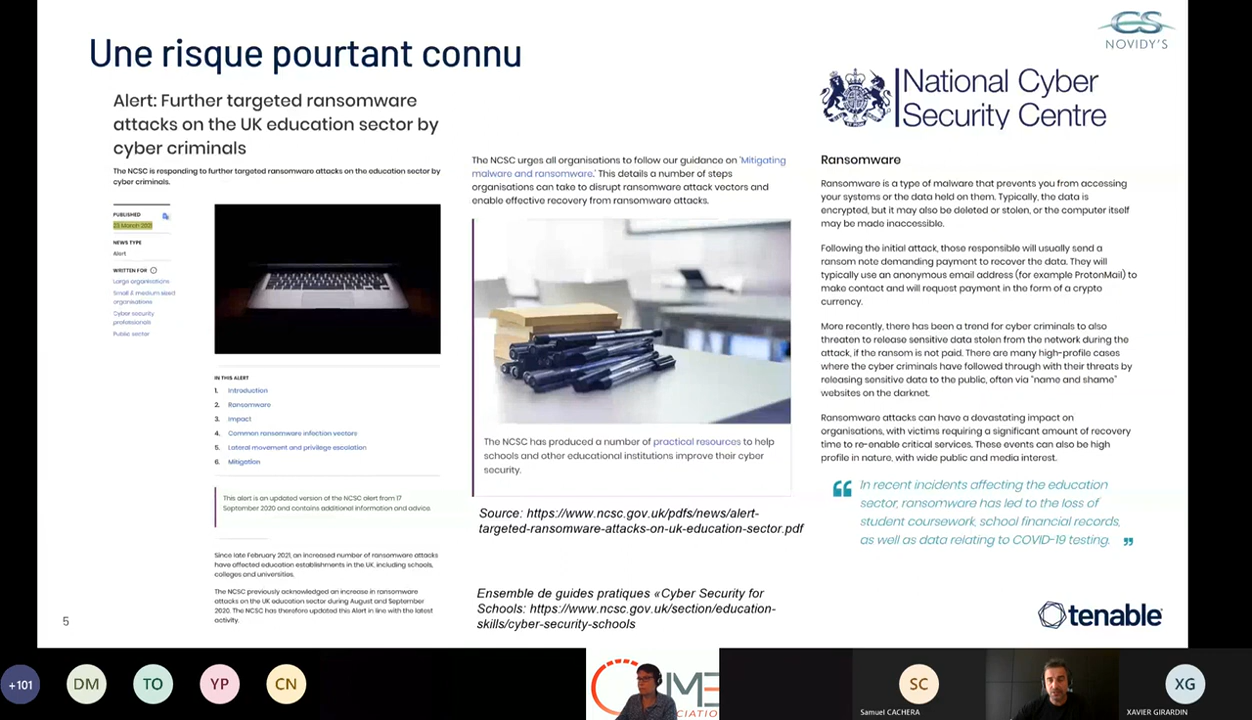 Une risque pourtant connu
CS
NOVIDY'S
Alert: Further targeted ransomware
attacks on the UK education sector by
cyber criminals
The NCSC is responding to further targeted ransomware attacks on the education sector by
cyber criminals.
PUBLISHED
23 March 2021
NEWS TYPE
Alert
WRITTEN FOR
Large organisations
Small & medium sized
organisations
Cyber security
professionals
Public sector
IN THIS ALERT
1. Introduction
2. Ransomware
3. Impact
4. Common ransomware infection vectors
5. Lateral movement and privilege escalation
6. Mitigation
This alert is an updated version of the NCSC alert from 17
September 2020 and contains additional information and advice
Since late February 2021, an increased number of ransomware attacks
have affected education establishments in the UK, including schools,
colleges and universities.
The NCSC previously acknowledged an increase in ransomware
attacks on the UK education sector during August and September
2020. The NCSC has therefore updated this Alert in line with the latest
activity.
The NCSC urges all organisations to follow our guidance on 'Mitigating
malware and ransomware.' This details a number of steps
organisations can take to disrupt ransomware attack vectors and
enable effective recovery from ransomware attacks.
The NCSC has produced a number of practical resources to help
schools and other educational institutions improve their cyber
security.
Source: https://www.ncsc.gov.uk/pdfs/news/alert-
targeted-ransomware-attacks-on-uk-education-sector.pdf
Ensemble de guides pratiques «Cyber Security for
Schools: https://www.ncsc.gov.uk/section/education-
skills/cyber-security-schools
National Cyber
Security Centre
Ransomware
Ransomware is a type of malware that prevents you from accessing
your systems or the data held on them. Typically, the data is
encrypted, but it may also be deleted or stolen, or the computer itself
may be made inaccessible.
Following the initial attack, those responsible will usually send a
ransom note demanding payment to recover the data. They will
typically use an anonymous email address (for example ProtonMail) to
make contact and will request payment in the form of a crypto
currency.
More recently, there has been a trend for cyber criminals to also
threaten to release sensitive data stolen from the network during the
attack, if the ransom is not paid. There are many high-profile cases
where the cyber criminals have followed through with their threats by
releasing sensitive data to the public, often via "name and shame"
websites on the darknet.
Ransomware attacks can have a devastating impact on
organisations, with victims requiring a significant amount of recovery
time to re-enable critical services. These events can also be high
profile in nature, with wide public and media interest.
“ In recent incidents affecting the education
sector, ransomware has led to the loss of
student coursework, school financial records,
as well as data relating to COVID-19 testing. ”
5
tenable
+101
DM
TO
YP
CN
SC
Samuel CACHERA
XG
XAVIER GIRARDIN